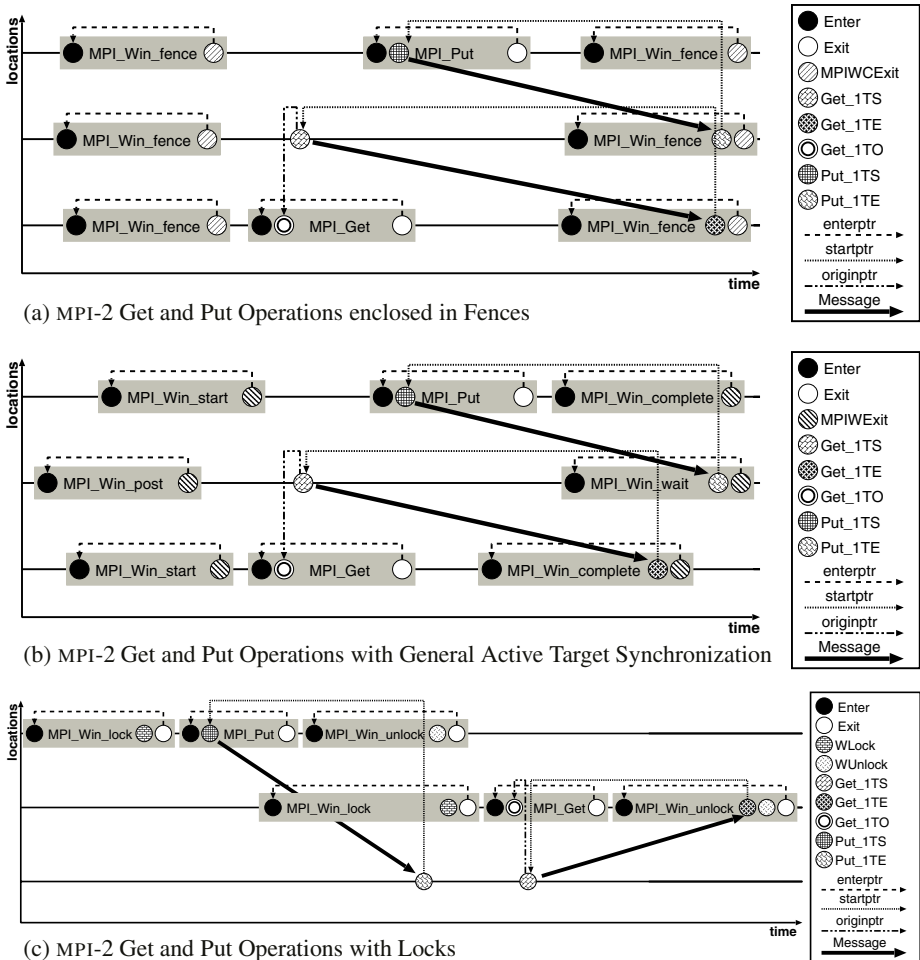 locations
MPI_Win_fence
MPI_Put
MPI_Win_fence
MPI_Win_fence
MPI_Win_fence
MPI_Win_fence
MPI_Get
MPI_Win_fence
time
Enter
Exit
MPIWCExit
Get_1TS
Get_1TE
Get_1TO
Put_1TS
Put_1TE
enterptr
startptr
originptr
Message
(a) MPI-2 Get and Put Operations enclosed in Fences
locations
MPI_Win_start
MPI_Put
MPI_Win_complete
MPI_Win_post
MPI_Win_wait
MPI_Win_start
MPI_Get
MPI_Win_complete
time
Enter
Exit
MPIWExit
Get_1TS
Get_1TE
Get_1TO
Put_1TS
Put_1TE
enterptr
startptr
originptr
Message
(b) MPI-2 Get and Put Operations with General Active Target Synchronization
locations
MPI_Win_lock
MPI_Put
MPI_Win_unlock
MPI_Win_lock
MPI_Get
MPI_Win_unlock
time
Enter
Exit
WLock
WUnlock
Get_1TS
Get_1TE
Get_1TO
Put_1TS
Put_1TE
enterptr
startptr
originptr
Message
(c) MPI-2 Get and Put Operations with Locks